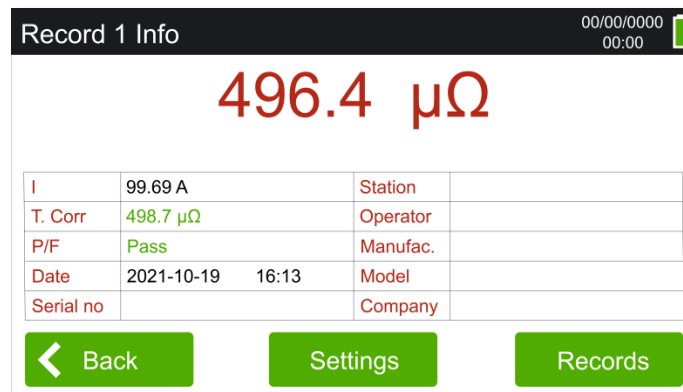 Record 1 Info 00/00/0000
00:00
496.4 μΩ
I 99.69 A Station
T. Corr 498.7 μΩ Operator
P/F Pass Manufac.
Date 2021-10-19 16:13 Model
Serial no Company
Back Settings Records